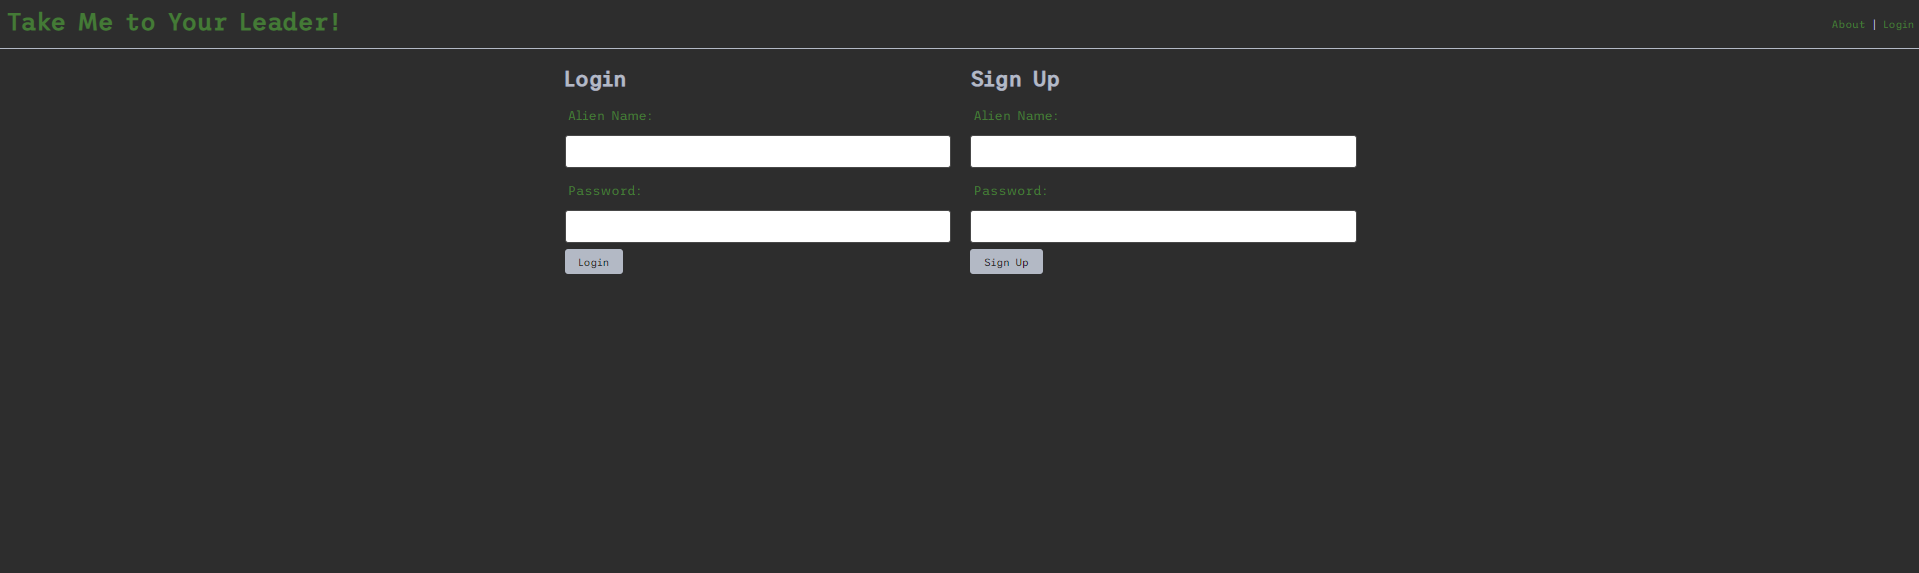 Take Me to Your Leader!
About | Login
Login
Alien Name:
Password:
Login
Sign Up
Alien Name:
Password:
Sign Up